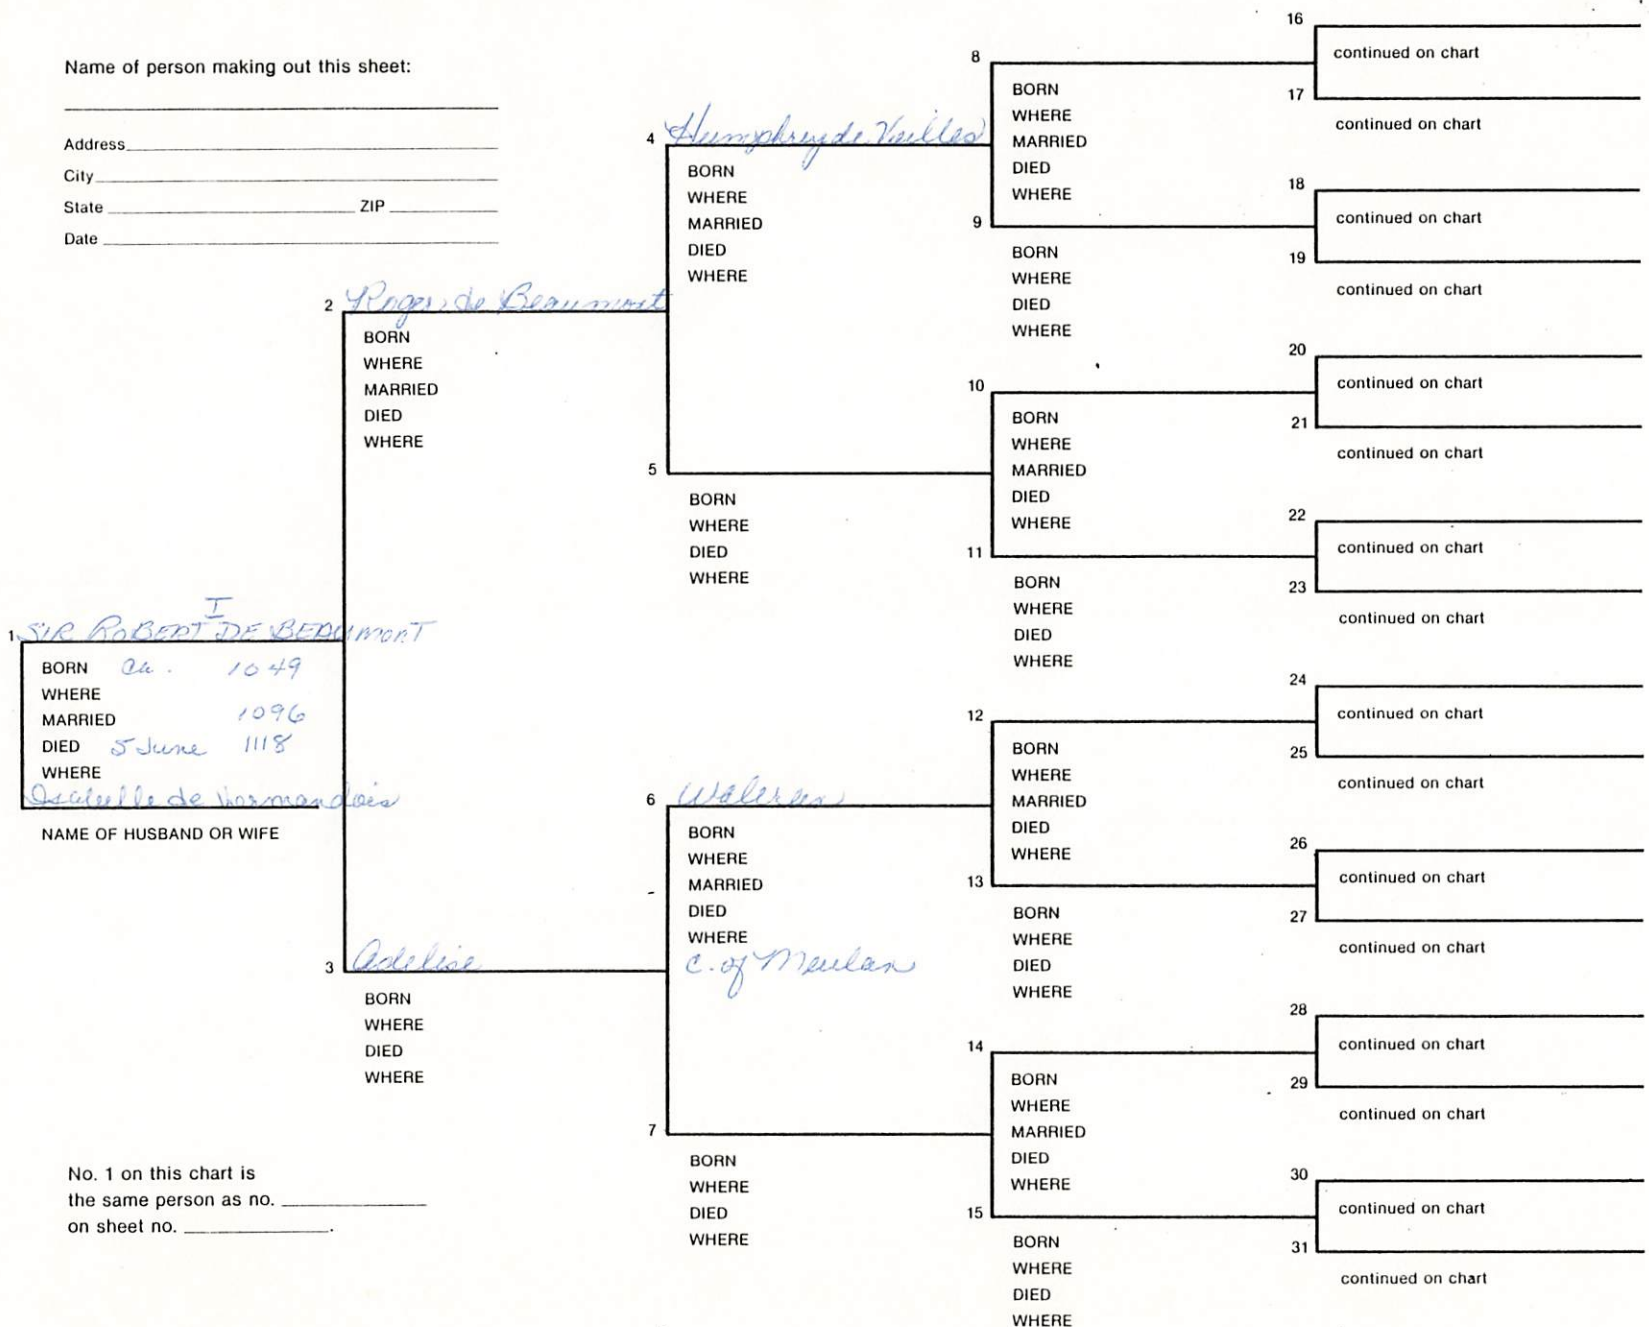 Name of person making out this sheet:
Address
City
State ZIP
Date
1 SIR ROBERT I DE BEAUMONT
BORN Ca. 1049
WHERE
MARRIED 1096
DIED 5 June 1118
WHERE
Isabelle de Vormandois
NAME OF HUSBAND OR WIFE
No. 1 on this chart is
the same person as no.
on sheet no. .
2 Roger de Beaumont
BORN
WHERE
MARRIED
DIED
WHERE
3 Adelise
BORN
WHERE
DIED
WHERE
4 Humphrey de Veilles
BORN
WHERE
MARRIED
DIED
WHERE
5
BORN
WHERE
DIED
WHERE
6 Waleran
BORN
WHERE
MARRIED
DIED
WHERE
C. of Meulan
7
BORN
WHERE
DIED
WHERE
8
BORN
WHERE
MARRIED
DIED
WHERE
9
BORN
WHERE
DIED
WHERE
10
BORN
WHERE
MARRIED
DIED
WHERE
11
BORN
WHERE
DIED
WHERE
12
BORN
WHERE
MARRIED
DIED
WHERE
13
BORN
WHERE
DIED
WHERE
14
BORN
WHERE
MARRIED
DIED
WHERE
15
BORN
WHERE
DIED
WHERE
16
continued on chart
17
continued on chart
18
continued on chart
19
continued on chart
20
continued on chart
21
continued on chart
22
continued on chart
23
continued on chart
24
continued on chart
25
continued on chart
26
continued on chart
27
continued on chart
28
continued on chart
29
continued on chart
30
continued on chart
31
continued on chart